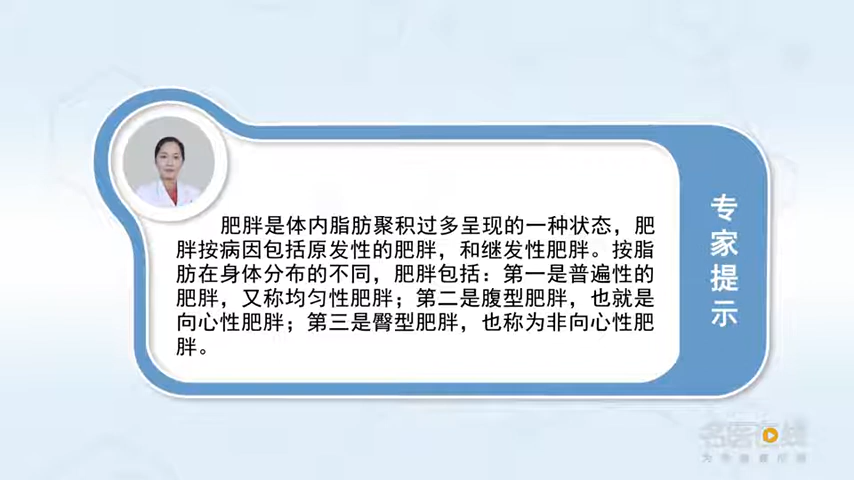 肥胖是体内脂肪聚积过多呈现的一种状态，肥
胖按病因包括原发性的肥胖，和继发性肥胖。按脂
肪在身体分布的不同，肥胖包括：第一是普遍性的
肥胖，又称均匀性肥胖；第二是腹型肥胖，也就是
向心性肥胖；第三是臀型肥胖，也称为非向心性肥
胖。
专家提示
名医在线